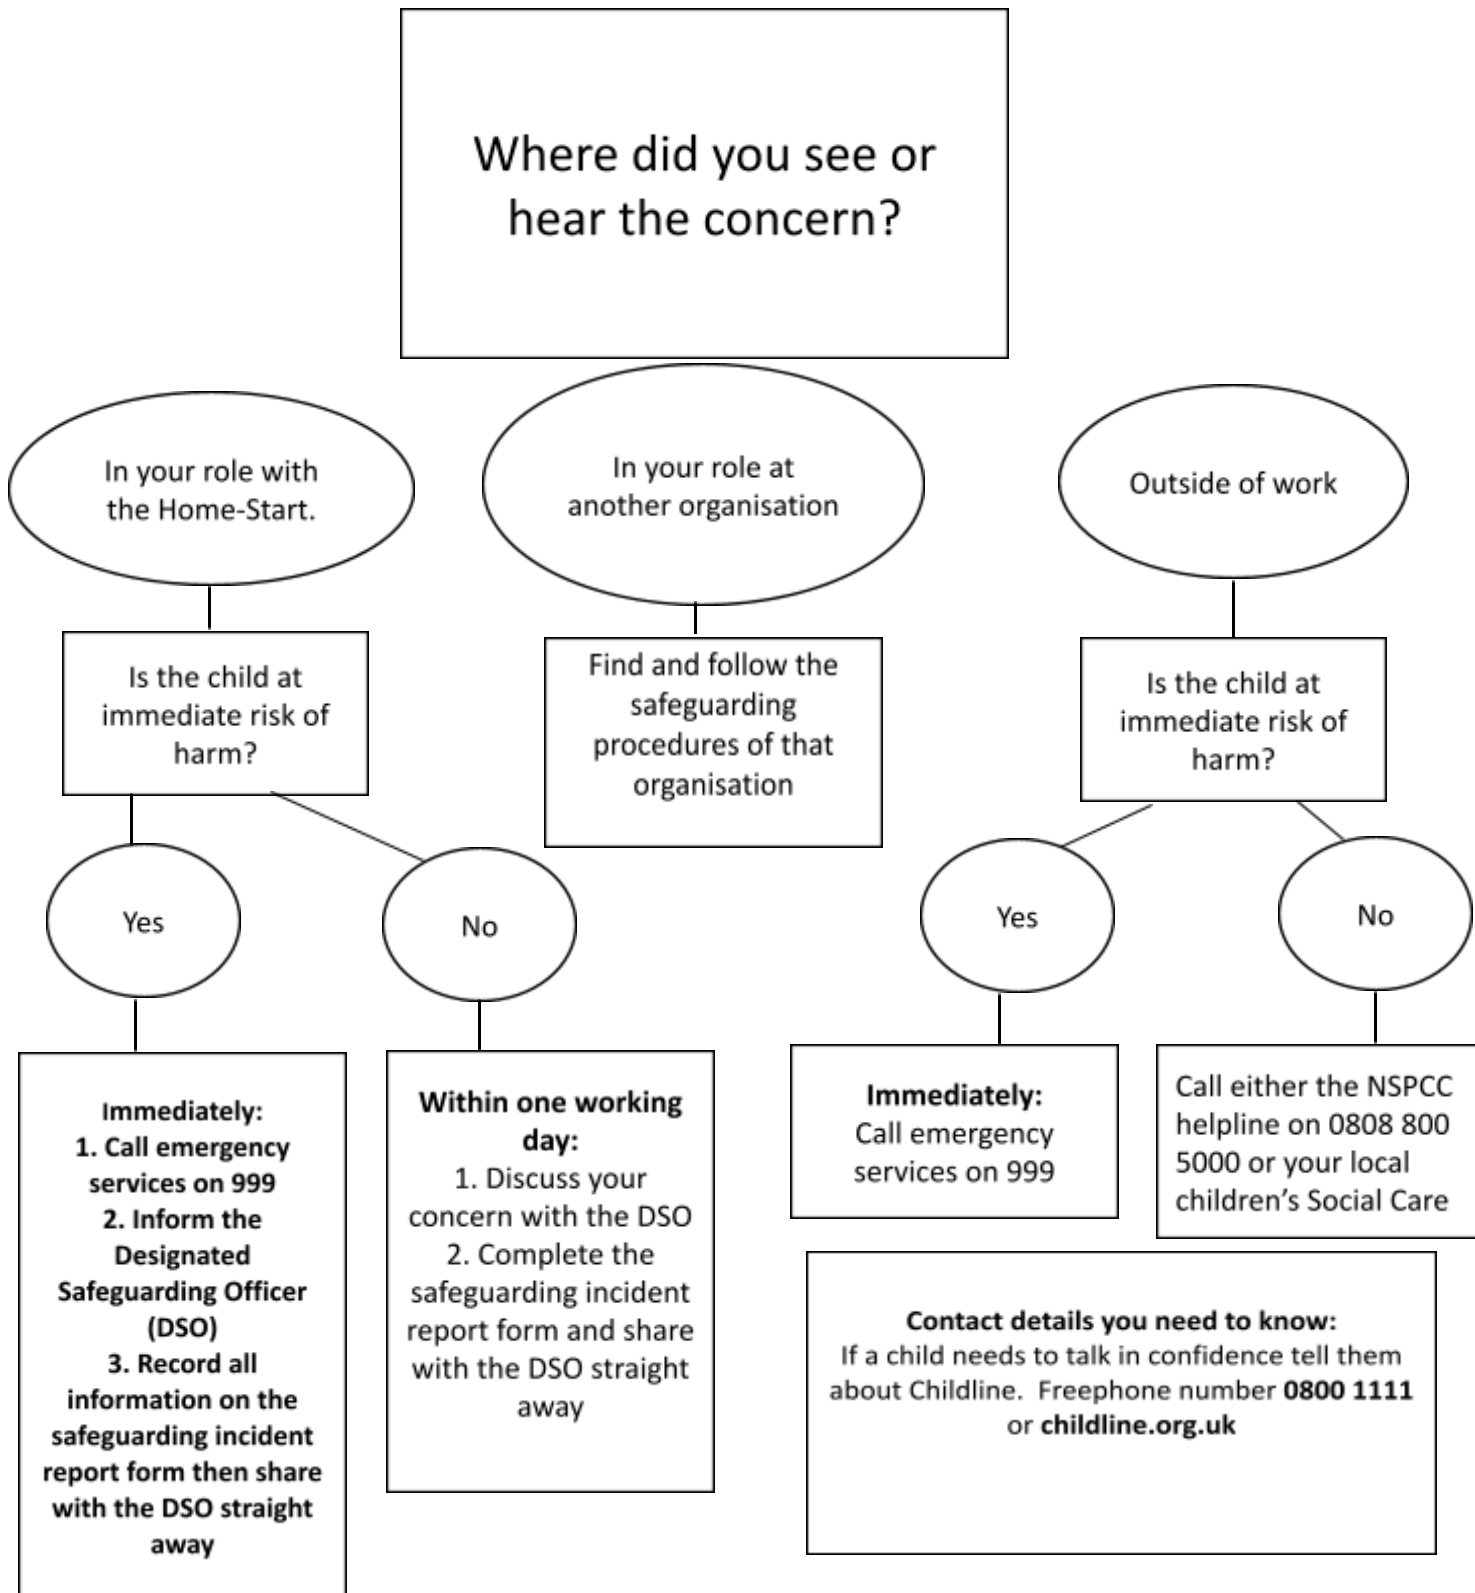 Where did you see or
hear the concern?
In your role with
the Home-Start.
In your role at
another organisation
Outside of work
Is the child at
immediate risk of
harm?
Find and follow the
safeguarding
procedures of that
organisation
Is the child at
immediate risk of
harm?
Yes
No
Yes
No
Immediately:
1. Call emergency
services on 999
2. Inform the
Designated
Safeguarding Officer
(DSO)
3. Record all
information on the
safeguarding incident
report form then share
with the DSO straight
away
Within one working
day:
1. Discuss your
concern with the DSO
2. Complete the
safeguarding incident
report form and share
with the DSO straight
away
Immediately:
Call emergency
services on 999
Call either the NSPCC
helpline on 0808 800
5000 or your local
children’s Social Care
Contact details you need to know:
If a child needs to talk in confidence tell them
about Childline.  Freephone number 0800 1111
or childline.org.uk